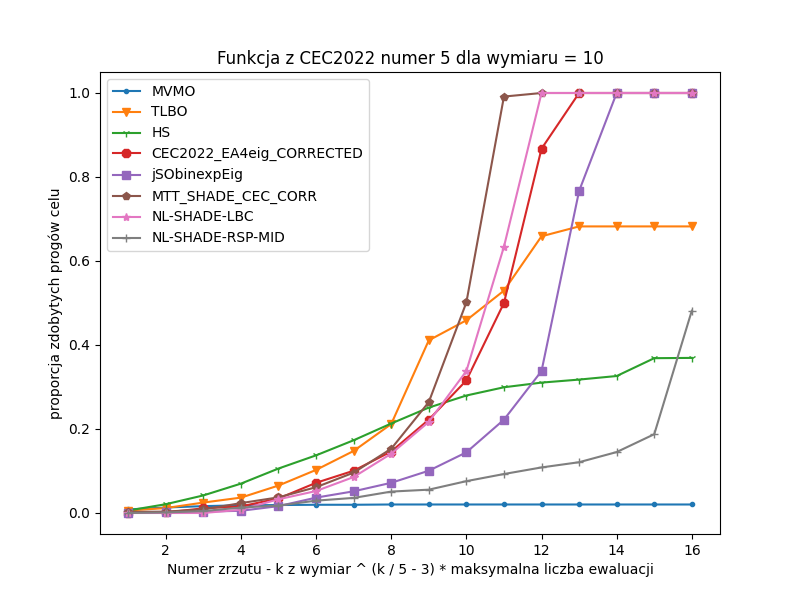 Funkcja z CEC2022 numer 5 dla wymiaru = 10
MVMO
TLBO
HS
CEC2022_EA4eig_CORRECTED
jSObinexpEig
MTT_SHADE_CEC_CORR
NL-SHADE-LBC
NL-SHADE-RSP-MID
proporcja zdobytych progów celu
1.0
0.8
0.6
0.4
0.2
0.0
2 4 6 8 10 12 14 16
Numer zrzutu - k z wymiar ^ (k / 5 - 3) * maksymalna liczba ewaluacji